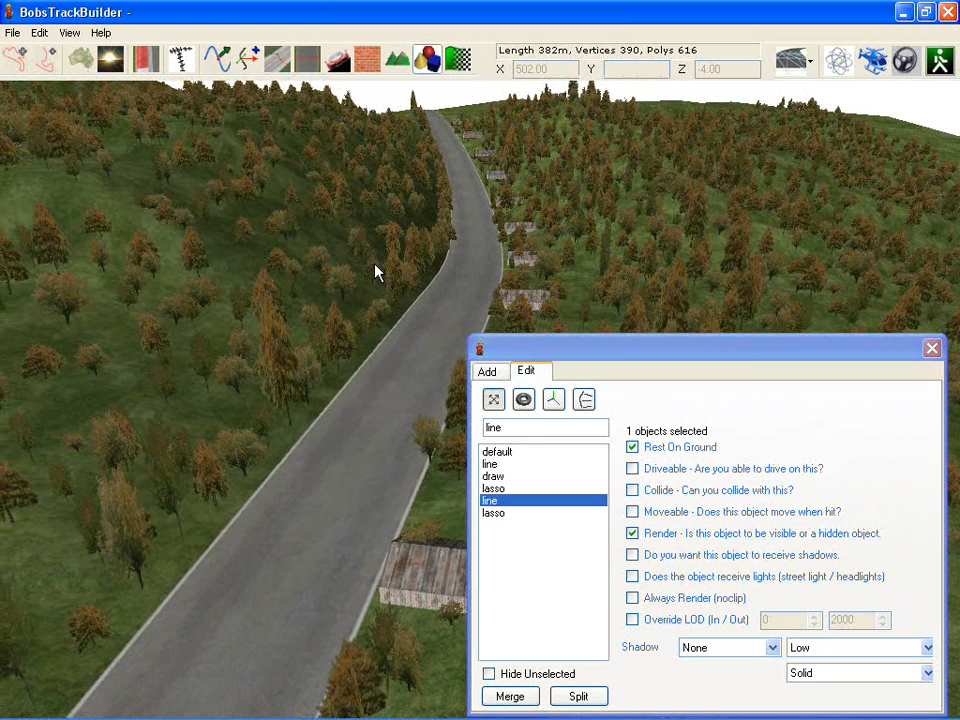 BobsTrackBuilder -
File Edit View Help
Length 382m, Vertices 390, Polys 616
X 502.00 Y Z -4.00
Add Edit
line
1 objects selected
default
line
draw
lasso
line
lasso
Rest On Ground
Driveable - Are you able to drive on this?
Collide - Can you collide with this?
Moveable - Does this object move when hit?
Render - Is this object to be visible or a hidden object.
Do you want this object to receive shadows.
Does the object receive lights (street light / headlights)
Always Render (noclip)
Override LOD (In / Out) 0 2000
Shadow None Low
Solid
Hide Unselected
Merge Split